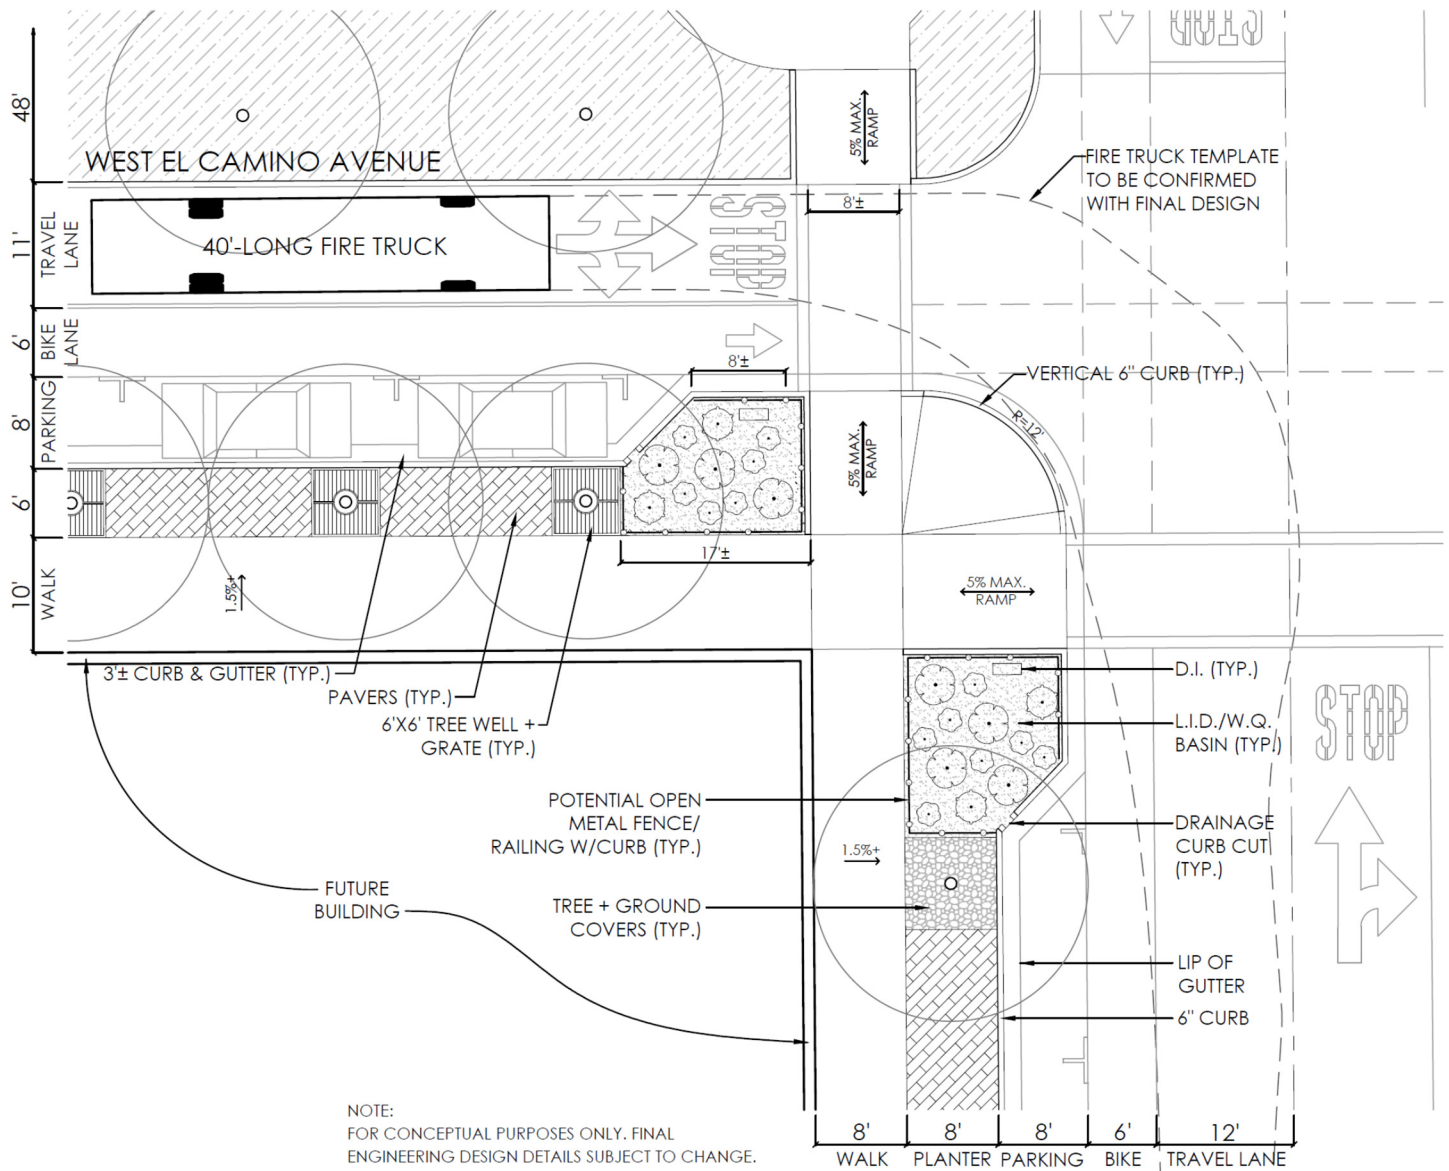 STOP
48'
5% MAX.
RAMP
WEST EL CAMINO AVENUE
FIRE TRUCK TEMPLATE
TO BE CONFIRMED
WITH FINAL DESIGN
11'
TRAVEL
LANE
40'-LONG FIRE TRUCK
STOP
8'±
6'
BIKE
LANE
8'±
VERTICAL 6" CURB (TYP.)
R=12'
8'
PARKING
5% MAX.
RAMP
6'
17'±
10'
WALK
1.5%+
5% MAX.
RAMP
3'± CURB & GUTTER (TYP.)
PAVERS (TYP.)
6'X6' TREE WELL +
GRATE (TYP.)
D.I. (TYP.)
L.I.D./W.Q.
BASIN (TYP.)
STOP
POTENTIAL OPEN
METAL FENCE/
RAILING W/CURB (TYP.)
DRAINAGE
CURB CUT
(TYP.)
1.5%+
FUTURE
BUILDING
TREE + GROUND
COVERS (TYP.)
LIP OF
GUTTER
6" CURB
NOTE:
FOR CONCEPTUAL PURPOSES ONLY. FINAL
ENGINEERING DESIGN DETAILS SUBJECT TO CHANGE.
8' 8' 8' 6' 12'
WALK PLANTER PARKING BIKE TRAVEL LANE